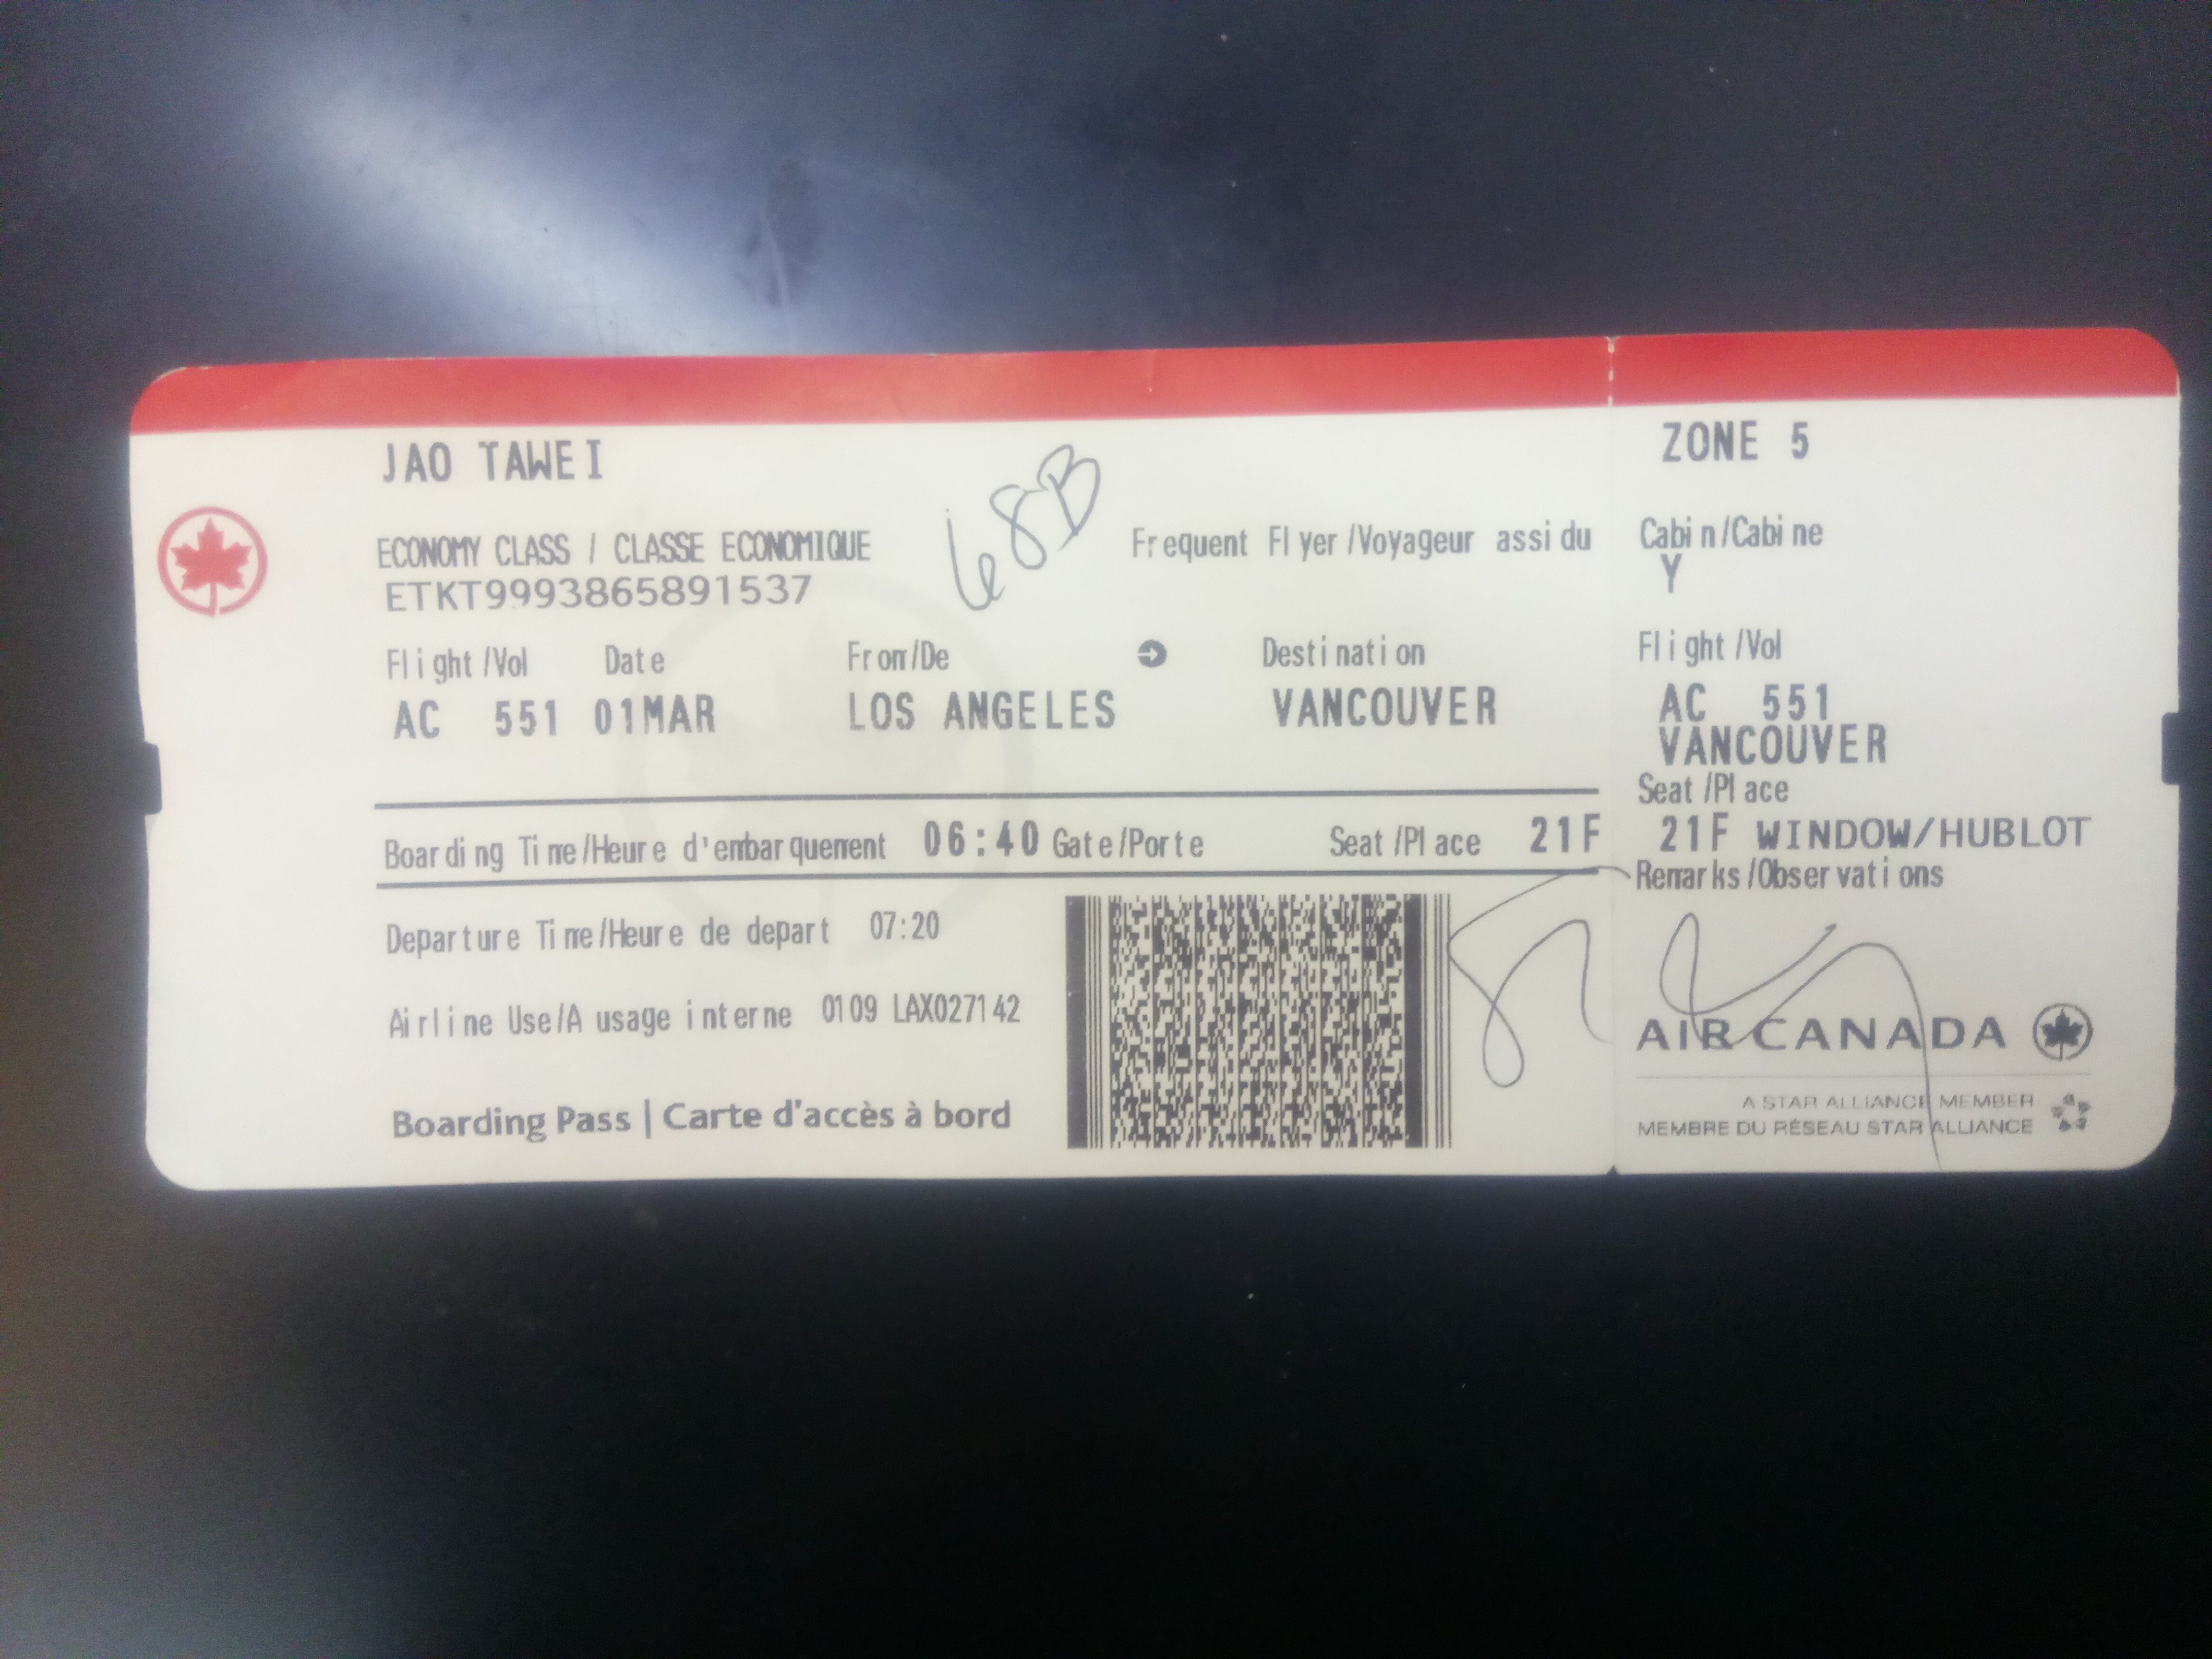 JAO TAWEI
ECONOMY CLASS / CLASSE ECONOMIQUE
ETKT9993865891537
68B
Frequent Flyer/Voyageur assidu
Flight/Vol Date From/De Destination
AC 551 01MAR LOS ANGELES VANCOUVER
Boarding Time/Heure d'embarquement 06:40 Gate/Porte Seat/Place 21F
Departure Time/Heure de depart 07:20
Airline Use/A usage interne 0109 LAX027142
Boarding Pass | Carte d'accès à bord
ZONE 5
Cabin/Cabine
Y
Flight/Vol
AC 551
VANCOUVER
Seat/Place
21F WINDOW/HUBLOT
Remarks/Observations
AIR CANADA
A STAR ALLIANCE MEMBER
MEMBRE DU RÉSEAU STAR ALLIANCE